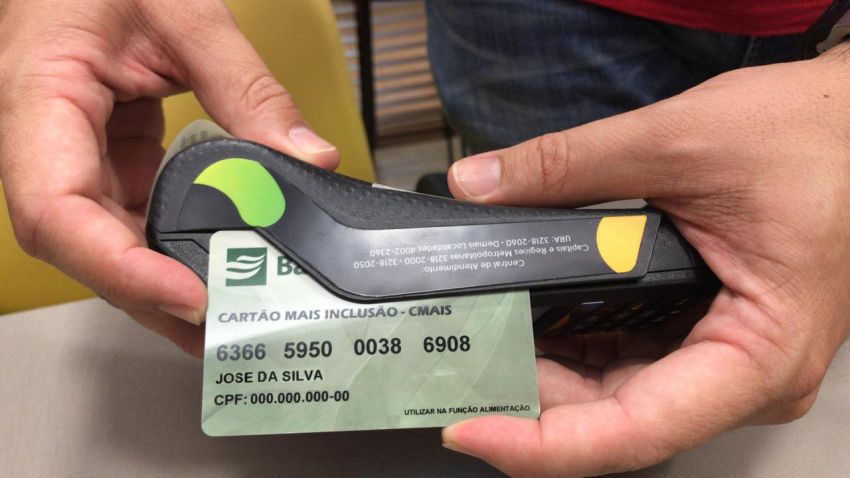 Central de Atendimento:
Capitais e Regiões Metropolitanas 3218-2000 - 3218-2050
URA: 3218-2060 - Demais Localidades 4002-2360
CARTÃO MAIS INCLUSÃO - CMAIS
6366 5950 0038 6908
JOSE DA SILVA
CPF: 000.000.000-00
UTILIZAR NA FUNÇÃO ALIMENTAÇÃO